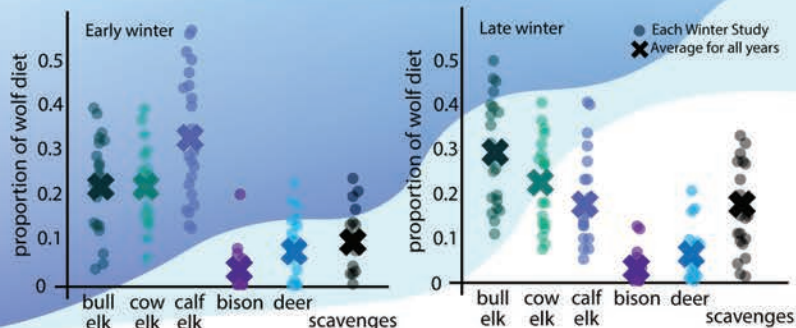 Early winter
proportion of wolf diet
0.5
0.4
0.3
0.2
0.1
0
bull elk
cow elk
calf elk
bison
deer
scavenges
Late winter
Each Winter Study
Average for all years
proportion of wolf diet
0.5
0.4
0.3
0.2
0.1
0
bull elk
cow elk
calf elk
bison
deer
scavenges